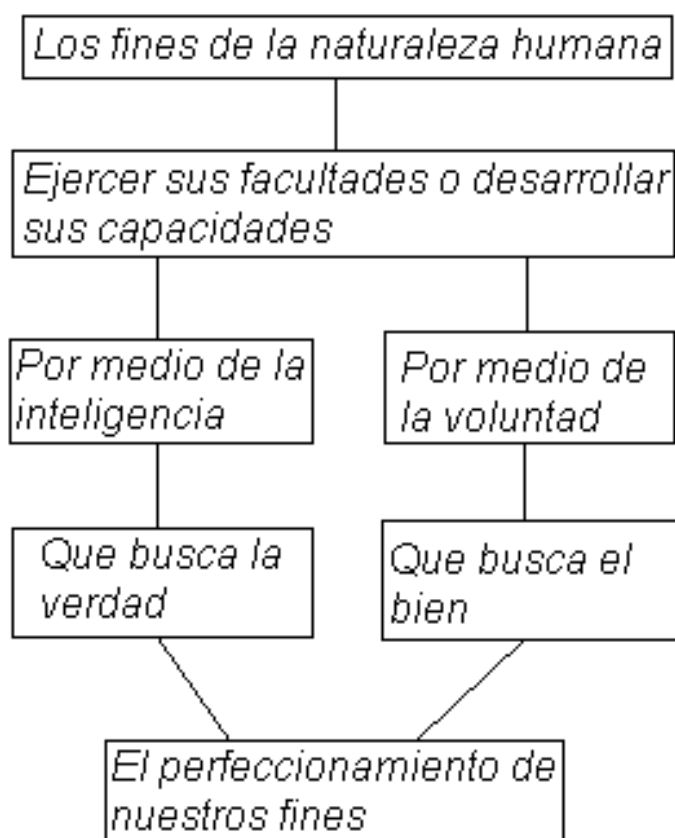 Los fines de la naturaleza humana
Ejercer sus facultades o desarrollar
sus capacidades
Por medio de la
inteligencia
Por medio de
la voluntad
Que busca la
verdad
Que busca el
bien
El perfeccionamiento de
nuestros fines